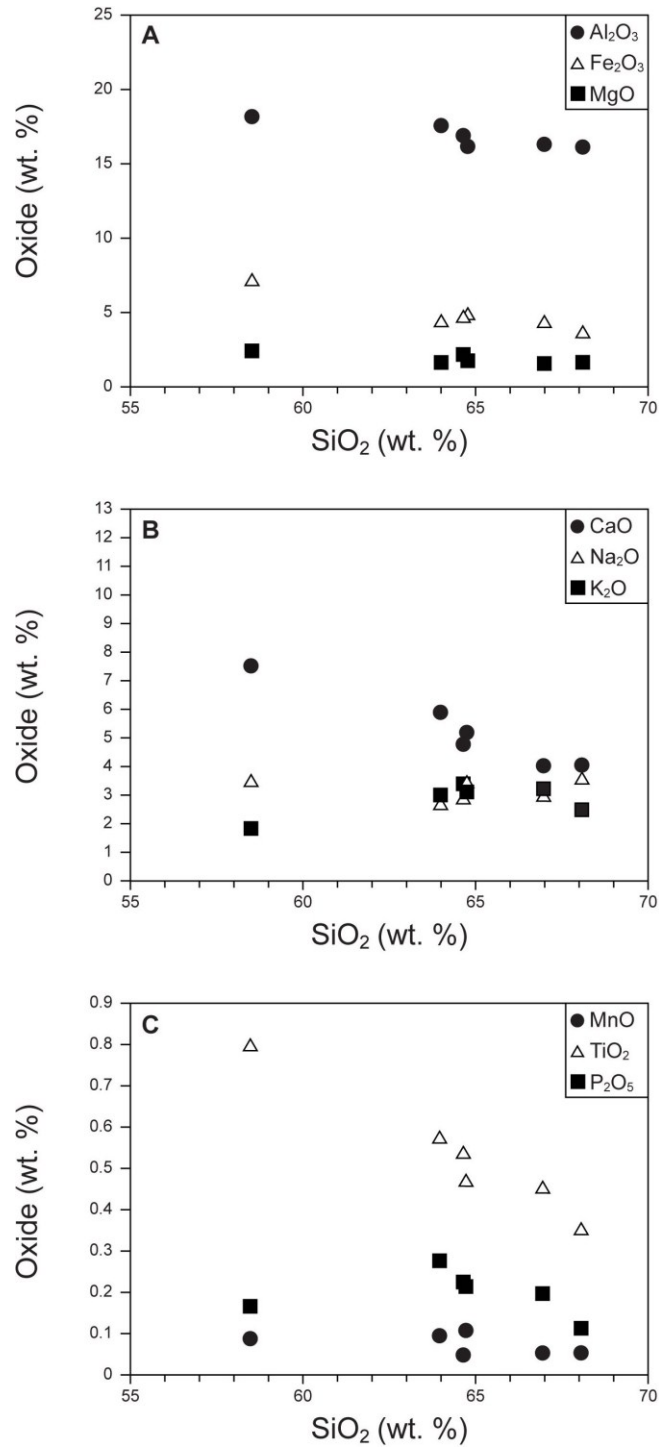 A
Al₂O₃
Fe₂O₃
MgO
25
20
15
10
5
0
55
60
65
70
Oxide (wt. %)
SiO₂ (wt. %)
B
CaO
Na₂O
K₂O
13
12
11
10
9
8
7
6
5
4
3
2
1
0
55
60
65
70
Oxide (wt. %)
SiO₂ (wt. %)
C
MnO
TiO₂
P₂O₅
0.9
0.8
0.7
0.6
0.5
0.4
0.3
0.2
0.1
0
55
60
65
70
Oxide (wt. %)
SiO₂ (wt. %)